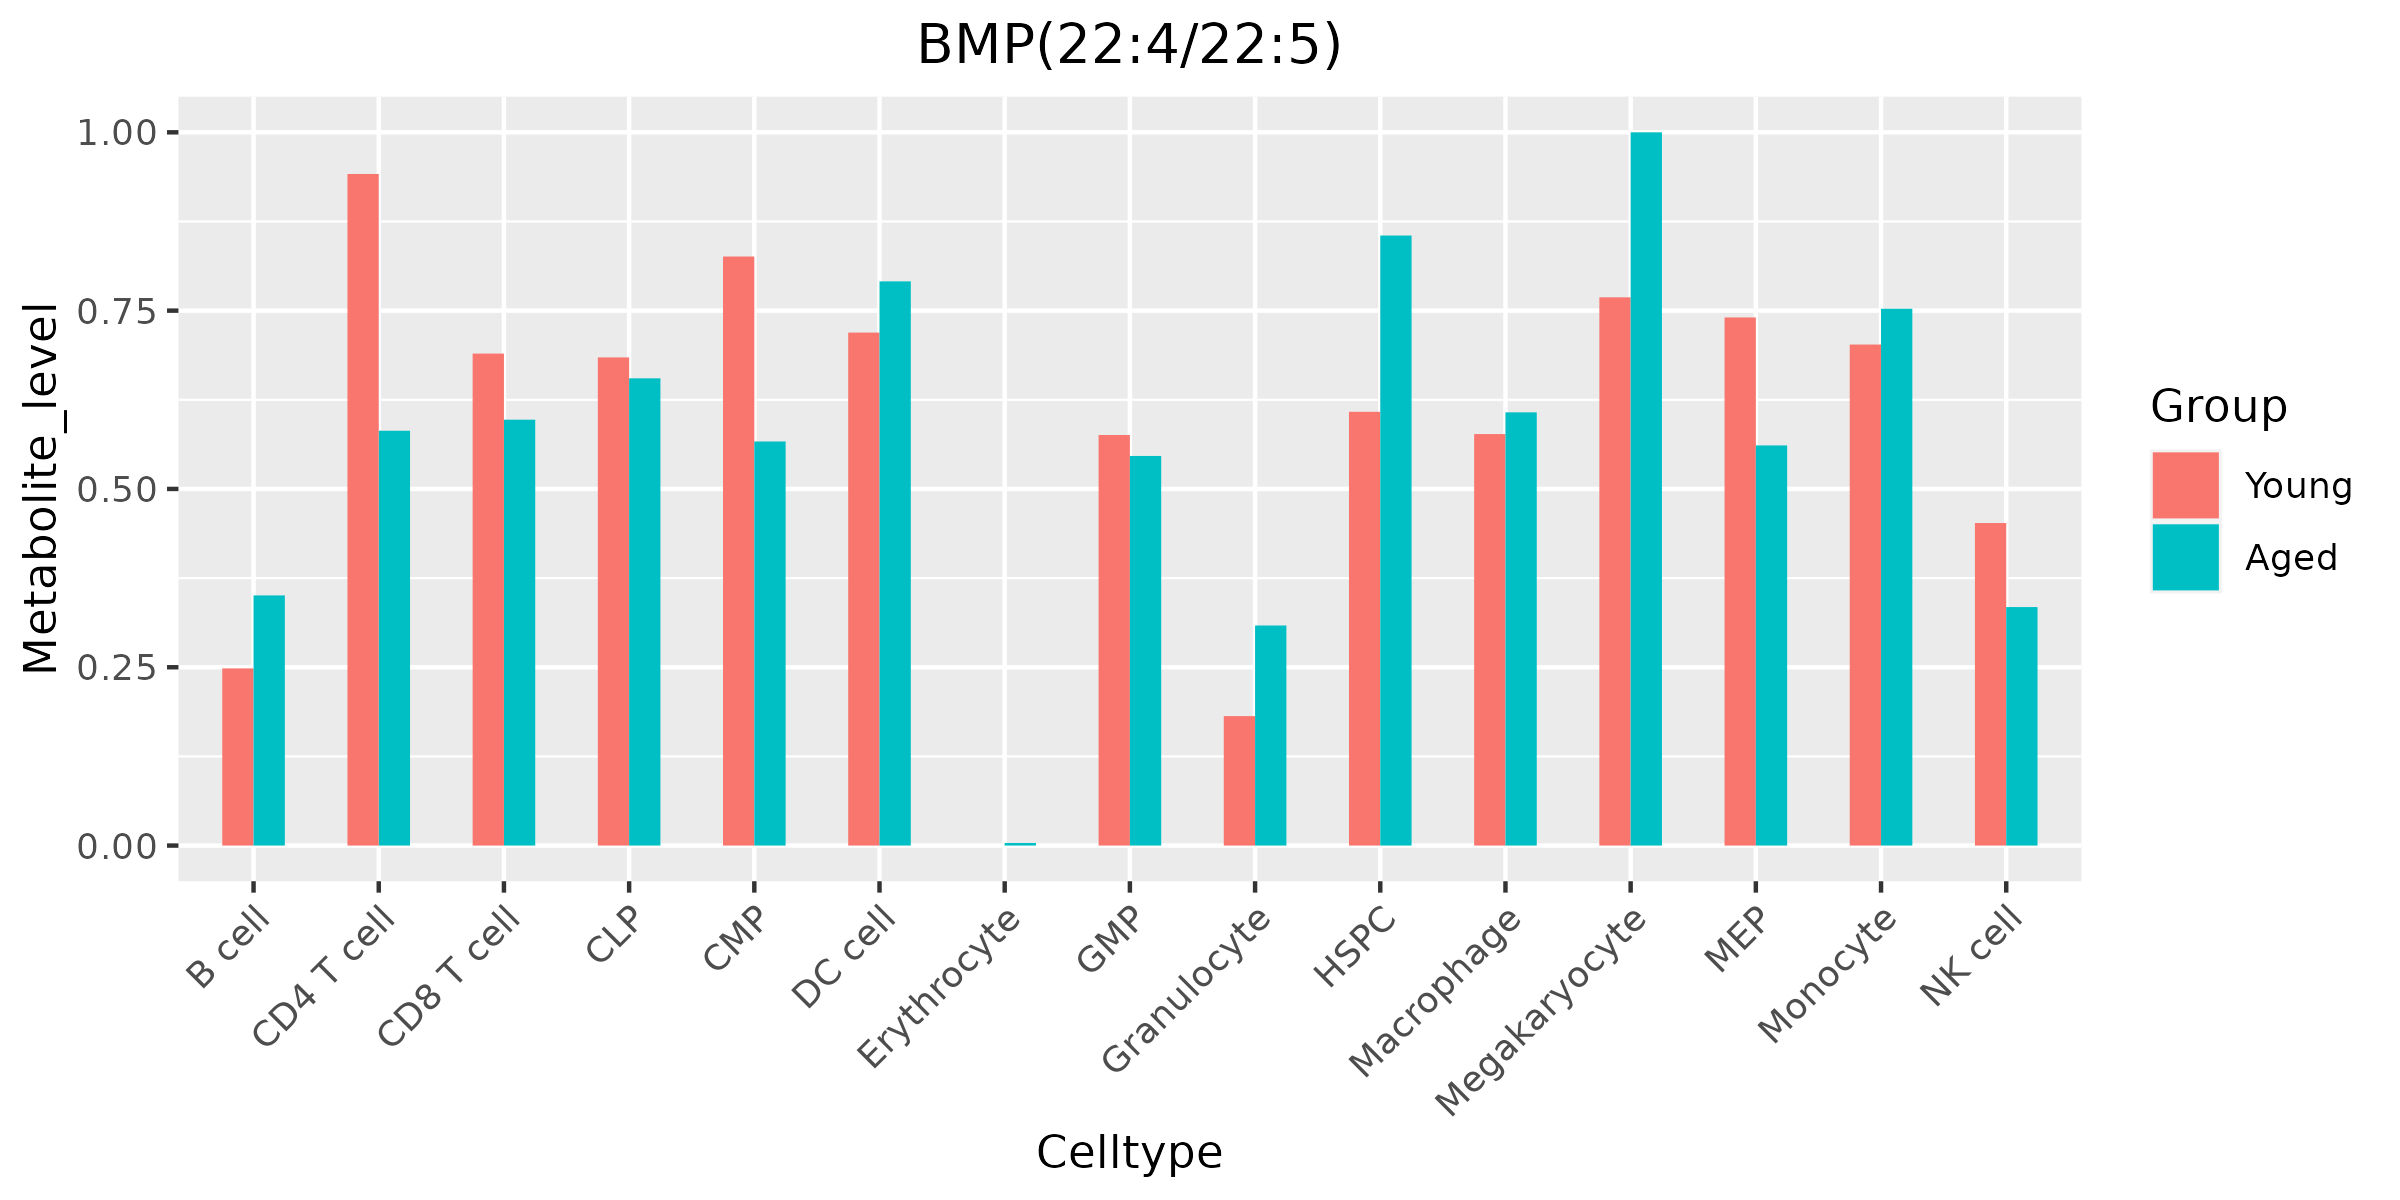 BMP(22:4/22:5)
Metabolite_level
1.00
0.75
0.50
0.25
0.00
B cell
CD4 T cell
CD8 T cell
CLP
CMP
DC cell
Erythrocyte
GMP
Granulocyte
HSPC
Macrophage
Megakaryocyte
MEP
Monocyte
NK cell
Celltype
Group
Young
Aged